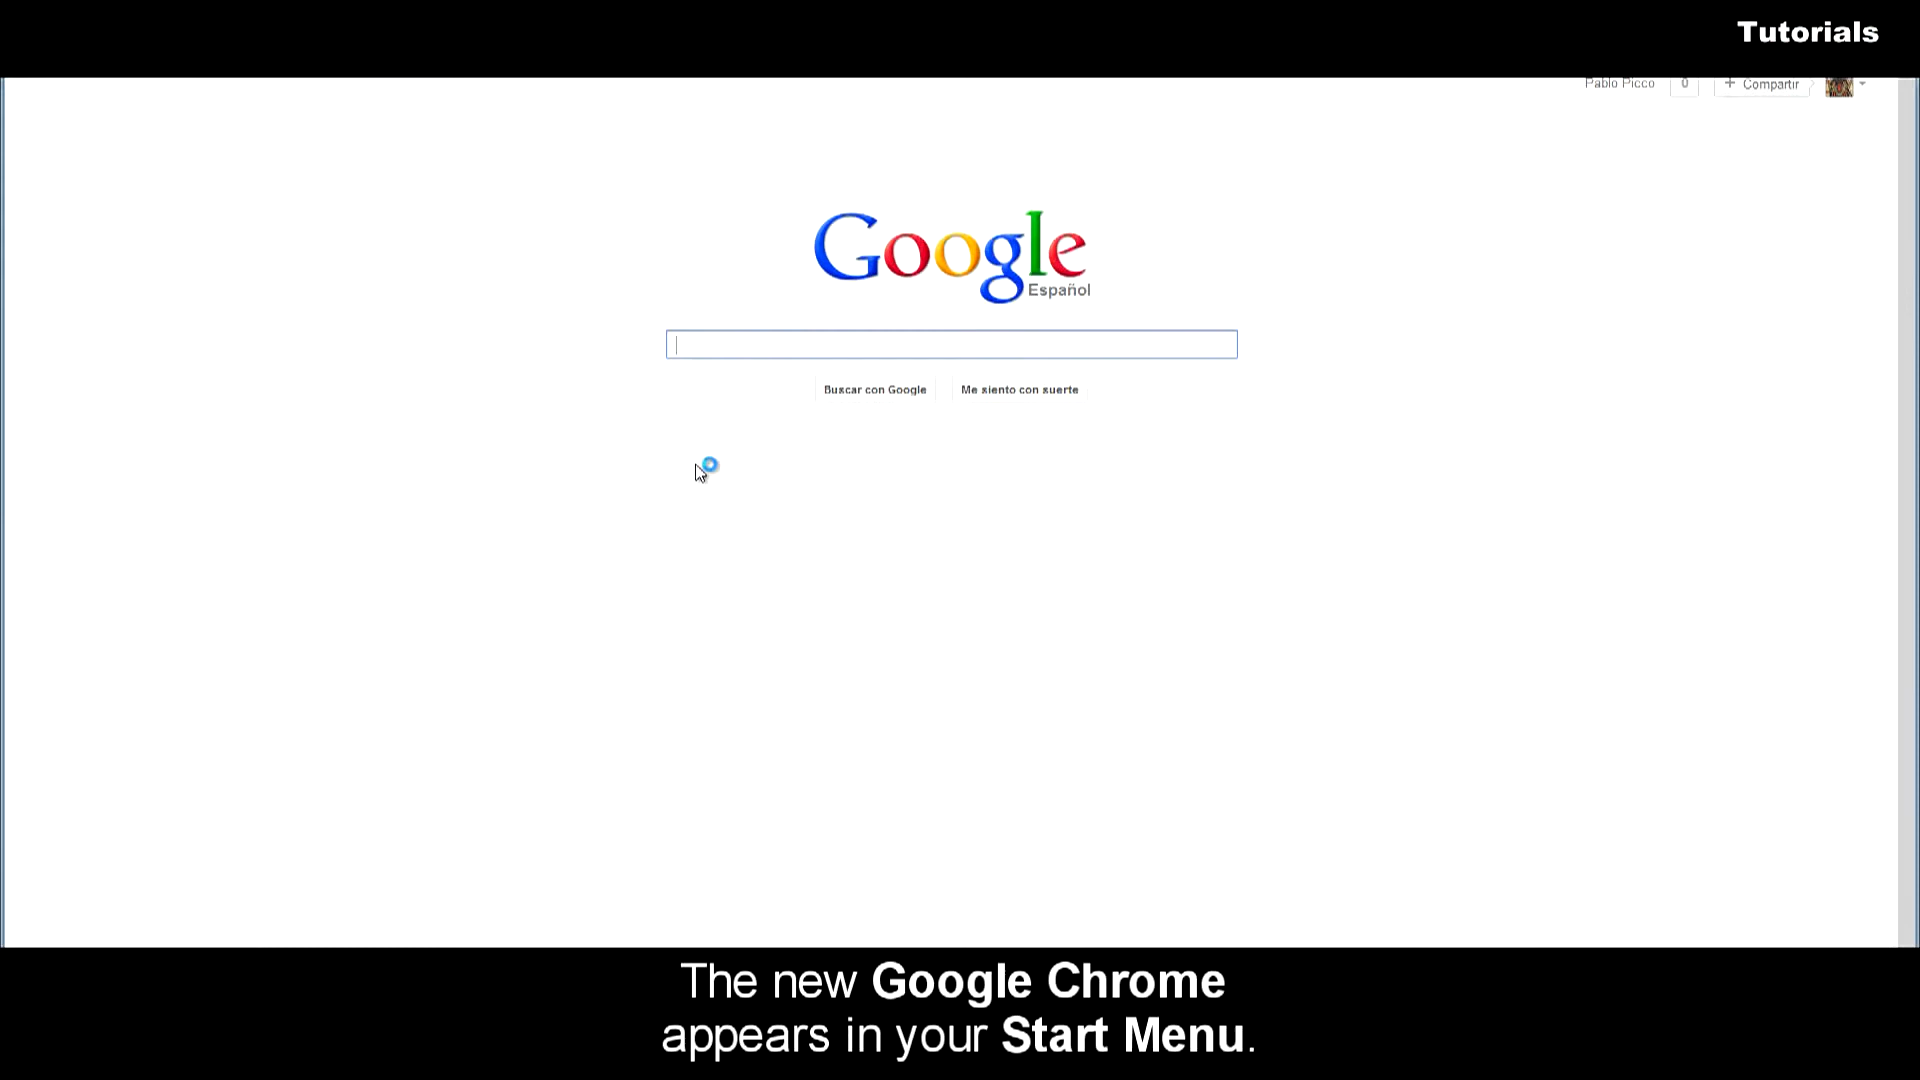 Tutorials
Pablo Picco 0 + Compartir
Google
Español
Buscar con Google Me siento con suerte
The new Google Chrome
appears in your Start Menu.